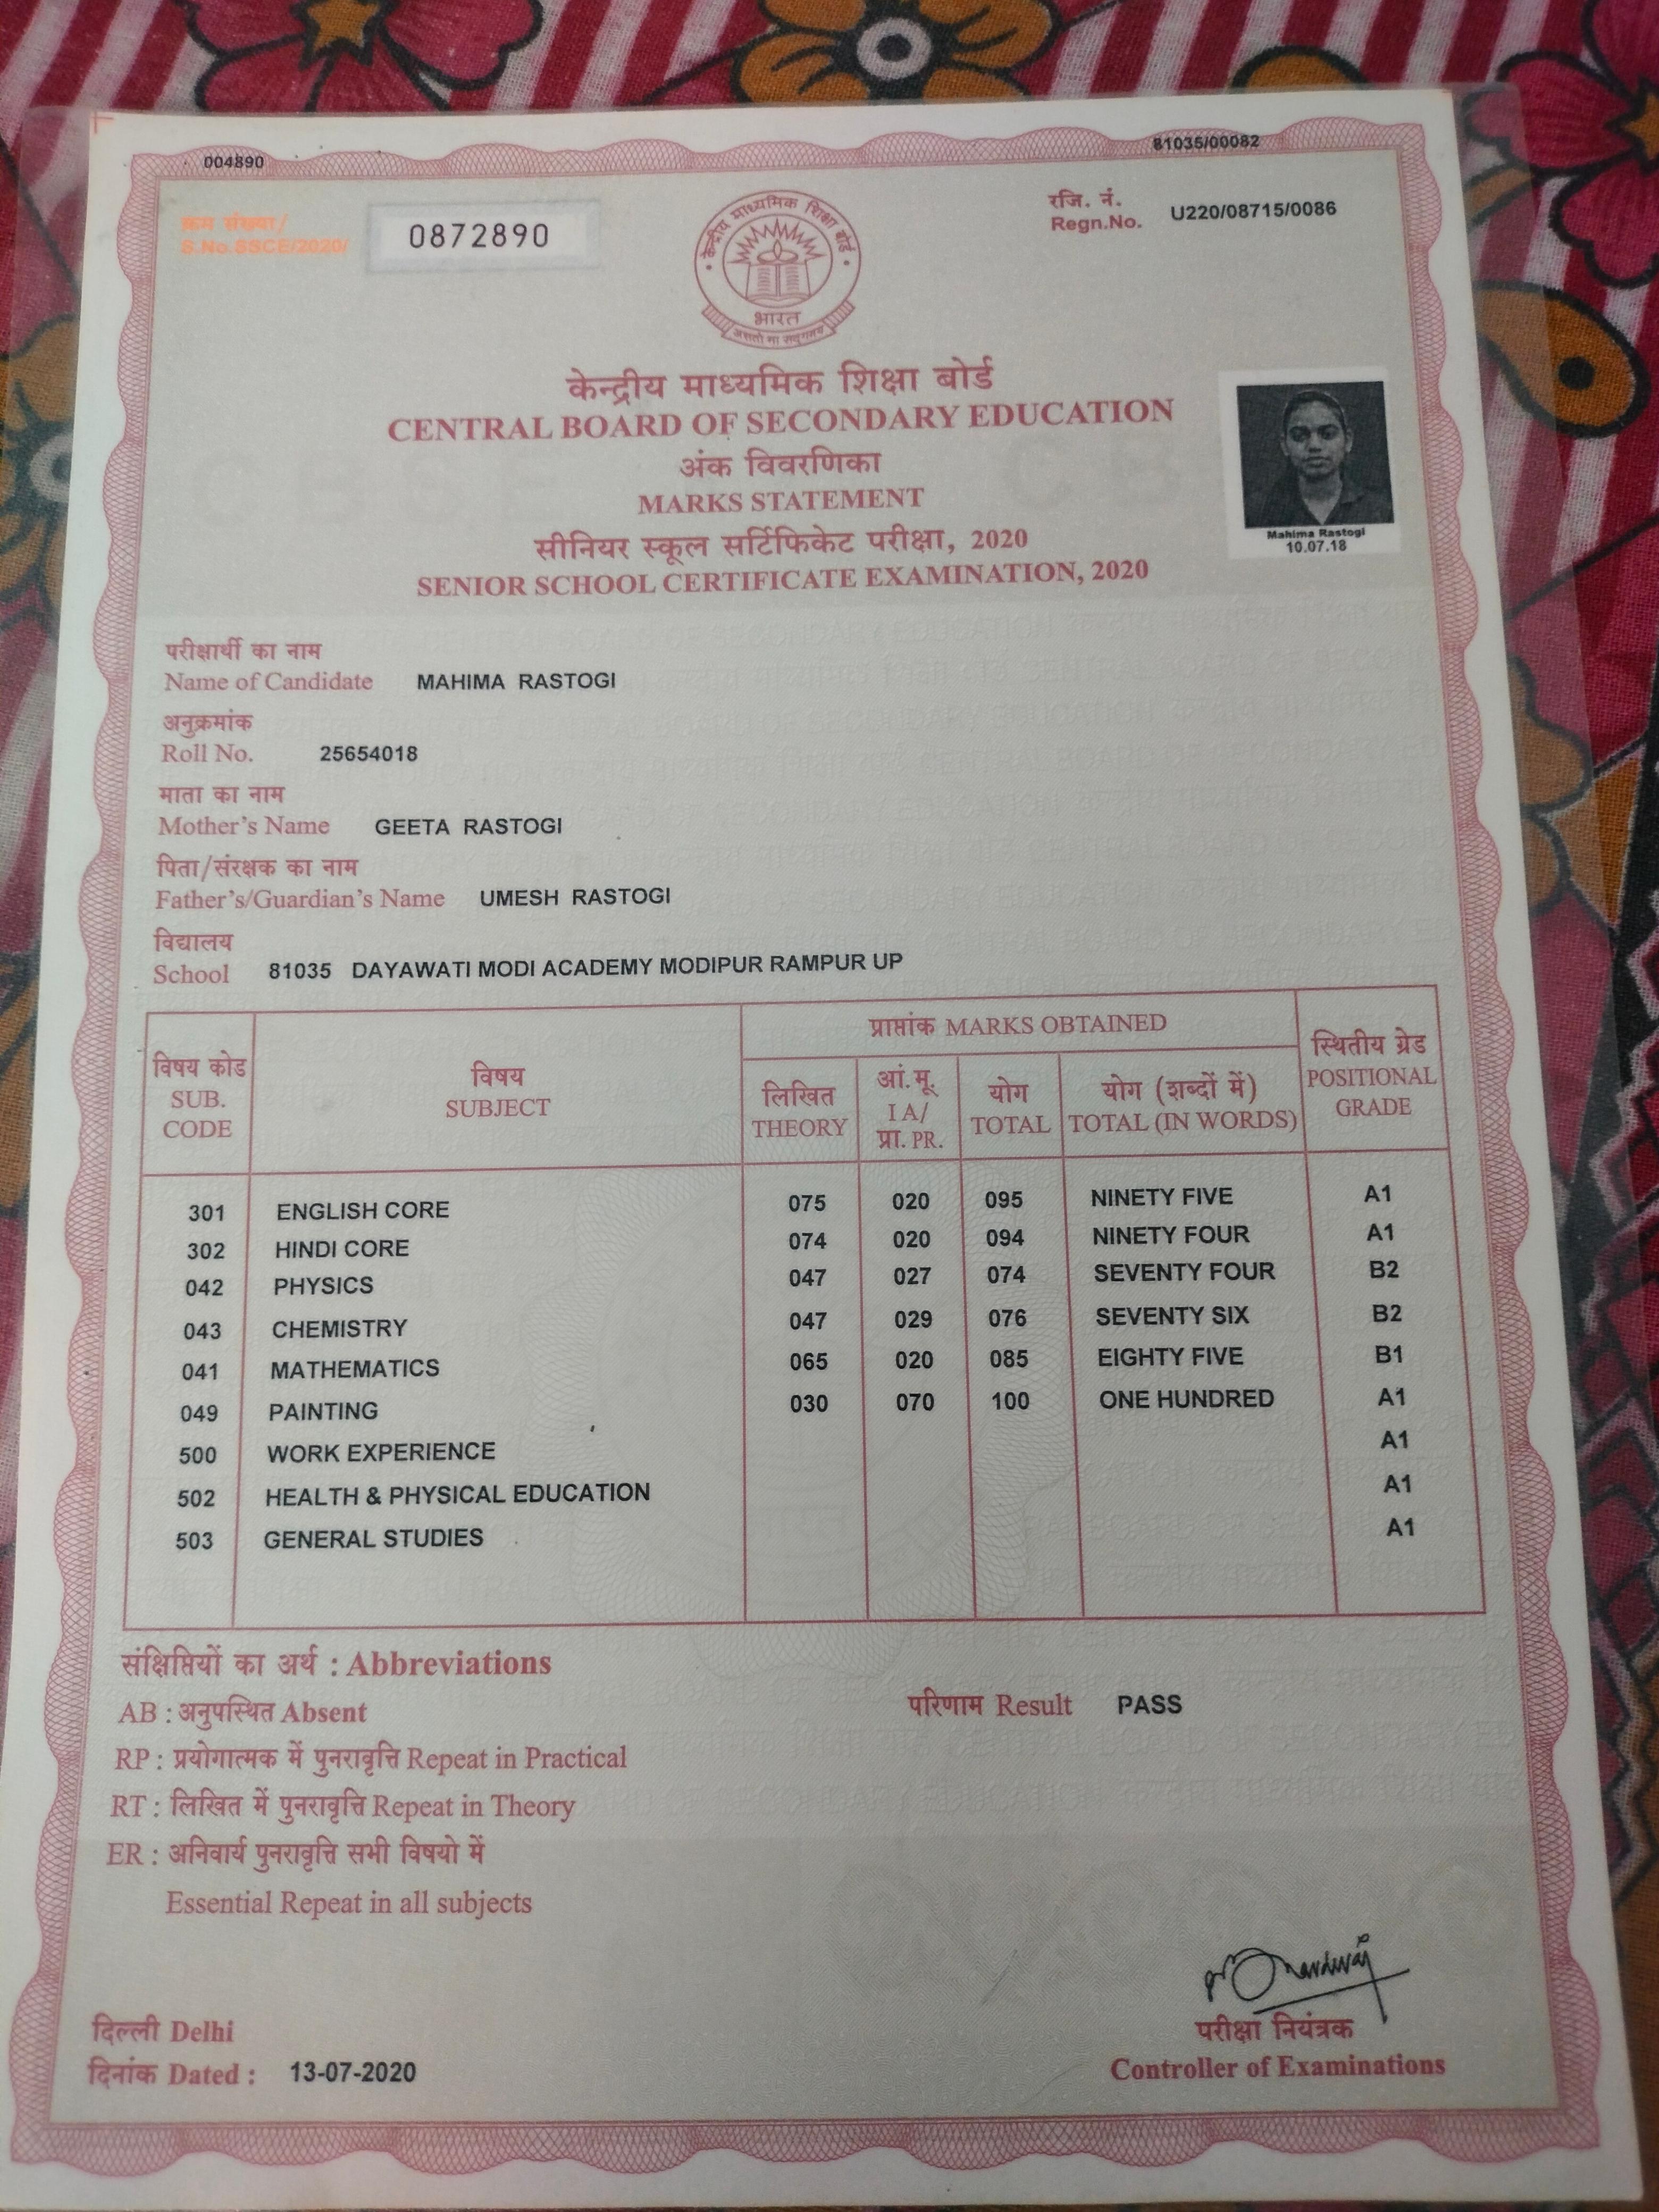 004890
81035/00082
क्रम संख्या/
S.No.SSCE/2020/
0872890
रजि. नं.
Regn.No. U220/08715/0086
केन्द्रीय माध्यमिक शिक्षा बोर्ड
भारत
असतो मा सद्गमय
केन्द्रीय माध्यमिक शिक्षा बोर्ड
CENTRAL BOARD OF SECONDARY EDUCATION
अंक विवरणिका
MARKS STATEMENT
सीनियर स्कूल सर्टिफिकेट परीक्षा, 2020
SENIOR SCHOOL CERTIFICATE EXAMINATION, 2020
Mahima Rastogi
10.07.18
परीक्षार्थी का नाम
Name of Candidate MAHIMA RASTOGI
अनुक्रमांक
Roll No. 25654018
माता का नाम
Mother's Name GEETA RASTOGI
पिता/संरक्षक का नाम
Father's/Guardian's Name UMESH RASTOGI
विद्यालय
School 81035 DAYAWATI MODI ACADEMY MODIPUR RAMPUR UP
विषय कोड
SUB.
CODE
विषय
SUBJECT
प्राप्तांक MARKS OBTAINED
लिखित
THEORY
आं.मू.
I A/
प्रा. PR.
योग
TOTAL
योग (शब्दों में)
TOTAL (IN WORDS)
स्थितीय ग्रेड
POSITIONAL
GRADE
301 ENGLISH CORE 075 020 095 NINETY FIVE A1
302 HINDI CORE 074 020 094 NINETY FOUR A1
042 PHYSICS 047 027 074 SEVENTY FOUR B2
043 CHEMISTRY 047 029 076 SEVENTY SIX B2
041 MATHEMATICS 065 020 085 EIGHTY FIVE B1
049 PAINTING 030 070 100 ONE HUNDRED A1
500 WORK EXPERIENCE A1
502 HEALTH & PHYSICAL EDUCATION A1
503 GENERAL STUDIES A1
संक्षिप्तियों का अर्थ : Abbreviations
AB : अनुपस्थित Absent
परिणाम Result PASS
RP : प्रयोगात्मक में पुनरावृत्ति Repeat in Practical
RT : लिखित में पुनरावृत्ति Repeat in Theory
ER : अनिवार्य पुनरावृत्ति सभी विषयो में
Essential Repeat in all subjects
दिल्ली Delhi
दिनांक Dated : 13-07-2020
परीक्षा नियंत्रक
Controller of Examinations